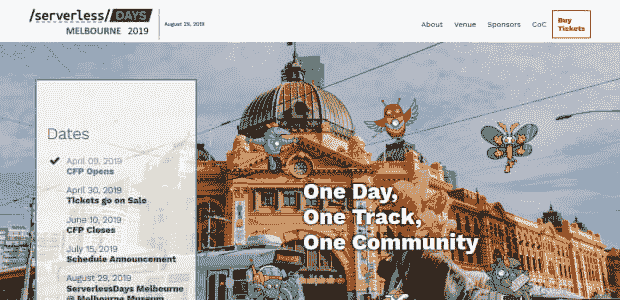 /serverless/DAYS
MELBOURNE 2019
August 29, 2019
About
Venue
Sponsors
CoC
Buy
Tickets
Dates
April 09, 2019
CFP Opens
April 30, 2019
Tickets go on Sale
June 10, 2019
CFP Closes
July 15, 2019
Schedule Announcement
August 29, 2019
ServerlessDays Melbourne
@ Melbourne Museum
One Day,
One Track,
One Community